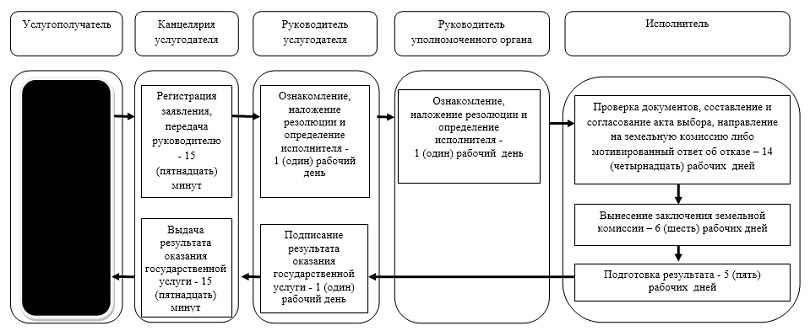 Услугополучатель
Канцелярия
услугодателя
Руководитель
услугодателя
Руководитель
уполномоченного органа
Исполнитель
Регистрация
заявления,
передача
руководителю
- 15
(пятнадцать)
минут
Ознакомление,
наложение
резолюции и
определение
исполнителя -
1 (один) рабочий
день
Ознакомление,
наложение резолюции и
определение
исполнителя -
1 (один) рабочий день
Проверка документов, составление и
согласование акта выбора, направление
на земельную комиссию либо
мотивированный ответ об отказе – 14
(четырнадцать) рабочих дней
Вынесение заключения земельной
комиссии – 6 (шесть) рабочих дней
Подготовка результата - 5 (пять)
рабочих дней
Подписание
результата
оказания
государственной
услуги - 1 (один)
рабочий день
Выдача
результата
оказания
государственной
услуги - 15
(пятнадцать)
минут